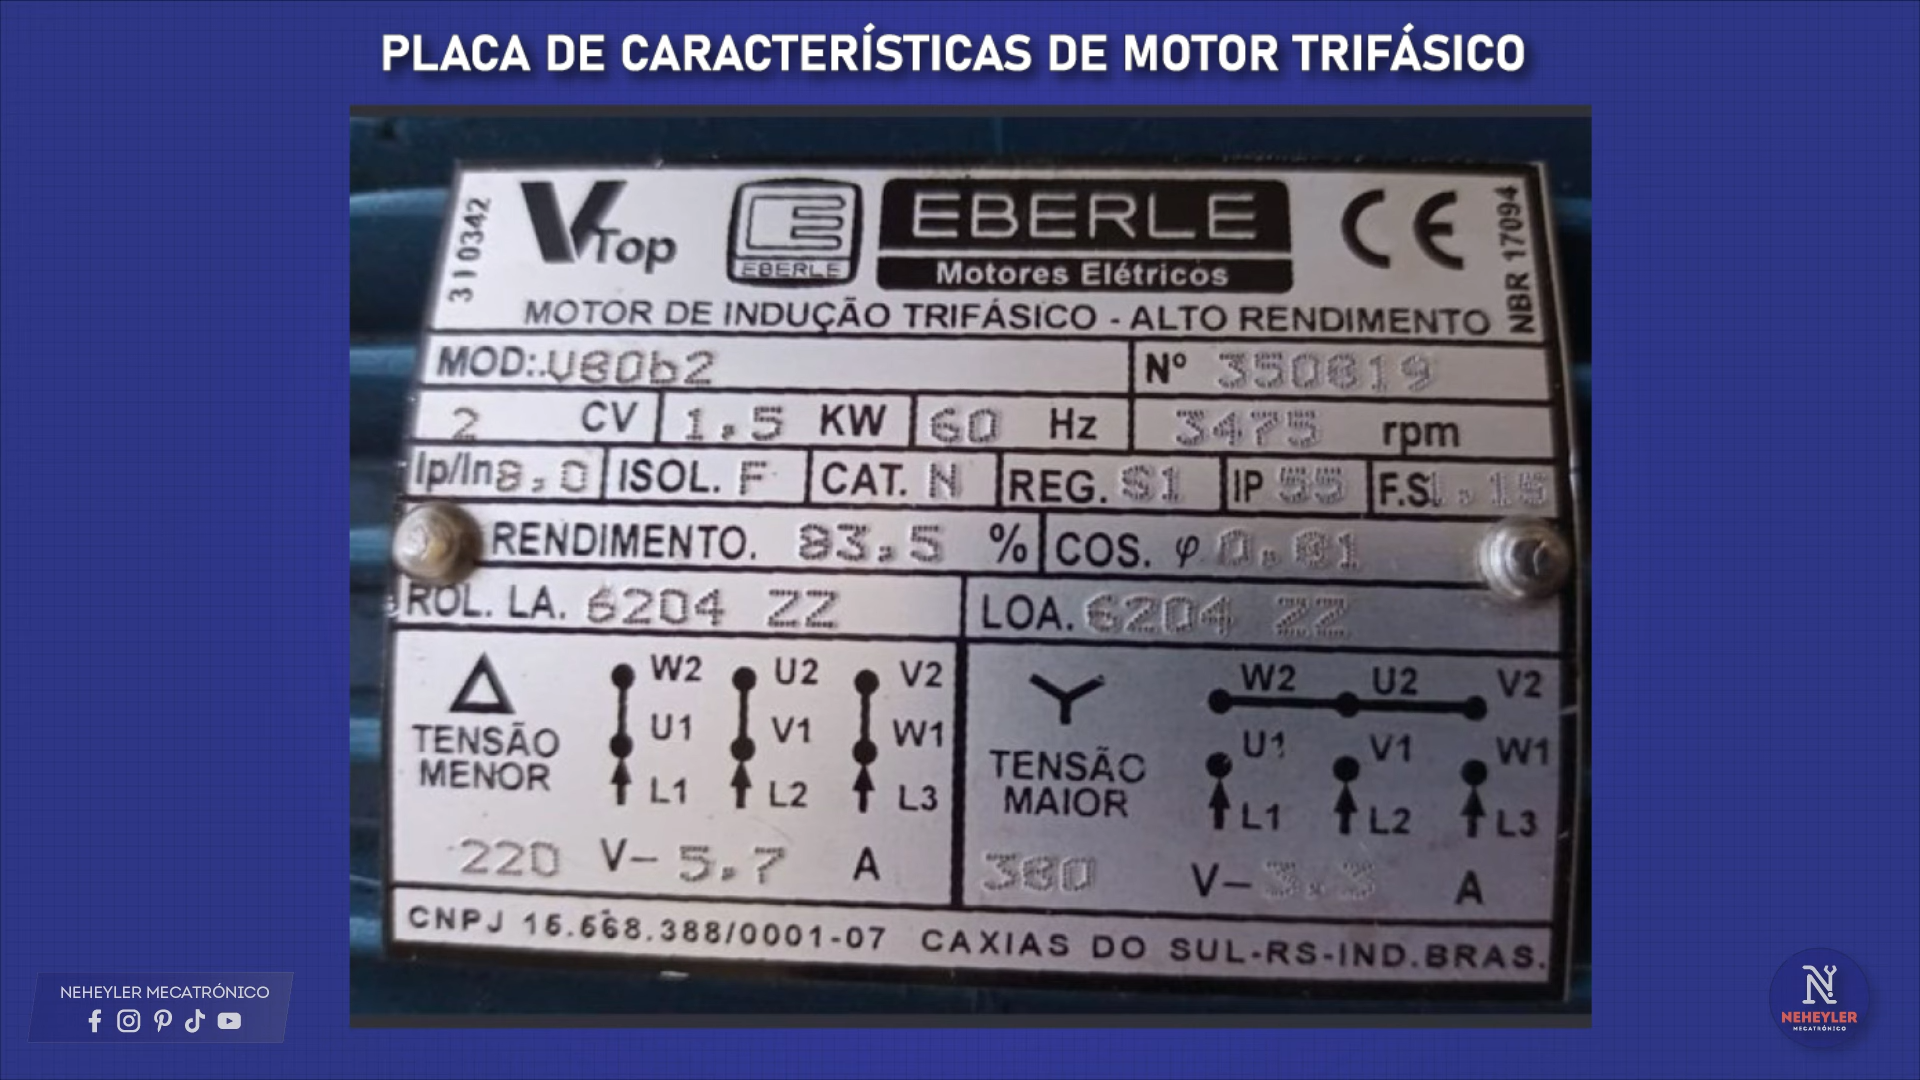 PLACA DE CARACTERÍSTICAS DE MOTOR TRIFÁSICO
310342
VTop
EBERLE
EBERLE
Motores Elétricos
CE
NBR 17094
MOTOR DE INDUÇÃO TRIFÁSICO - ALTO RENDIMENTO
MOD:. V80b2 Nº 350819
2 CV 1,5 KW 60 Hz 3475 rpm
Ip/In 8,0 ISOL. F CAT. N REG. S1 IP 55 F.S. 1.15
RENDIMENTO. 83,5 % COS. φ 0,81
ROL. LA. 6204 ZZ LOA. 6204 ZZ
Δ W2 U2 V2 Y W2 U2 V2
TENSÃO MENOR U1 V1 W1 TENSÃO MAIOR U1 V1 W1
L1 L2 L3 L1 L2 L3
220 V- 5,7 A 380 V- 3.3 A
CNPJ 15.668.388/0001-07 CAXIAS DO SUL-RS-IND.BRAS.
NEHEYLER MECATRÓNICO
NEHEYLER
MECATRÓNICO